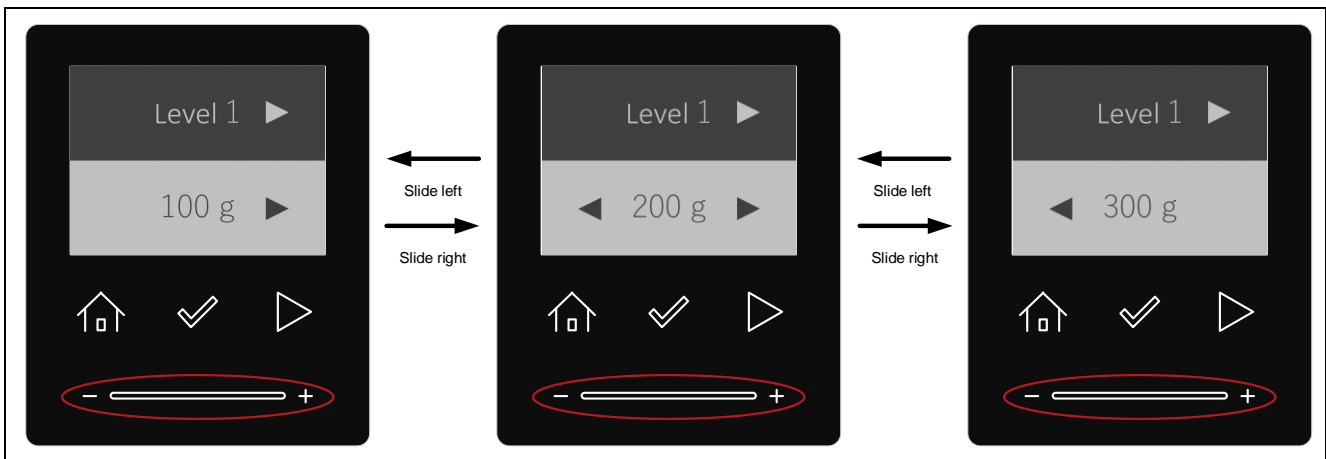 Level 1
100 g
- +
Slide left
Slide right
Level 1
200 g
- +
Slide left
Slide right
Level 1
300 g
- +